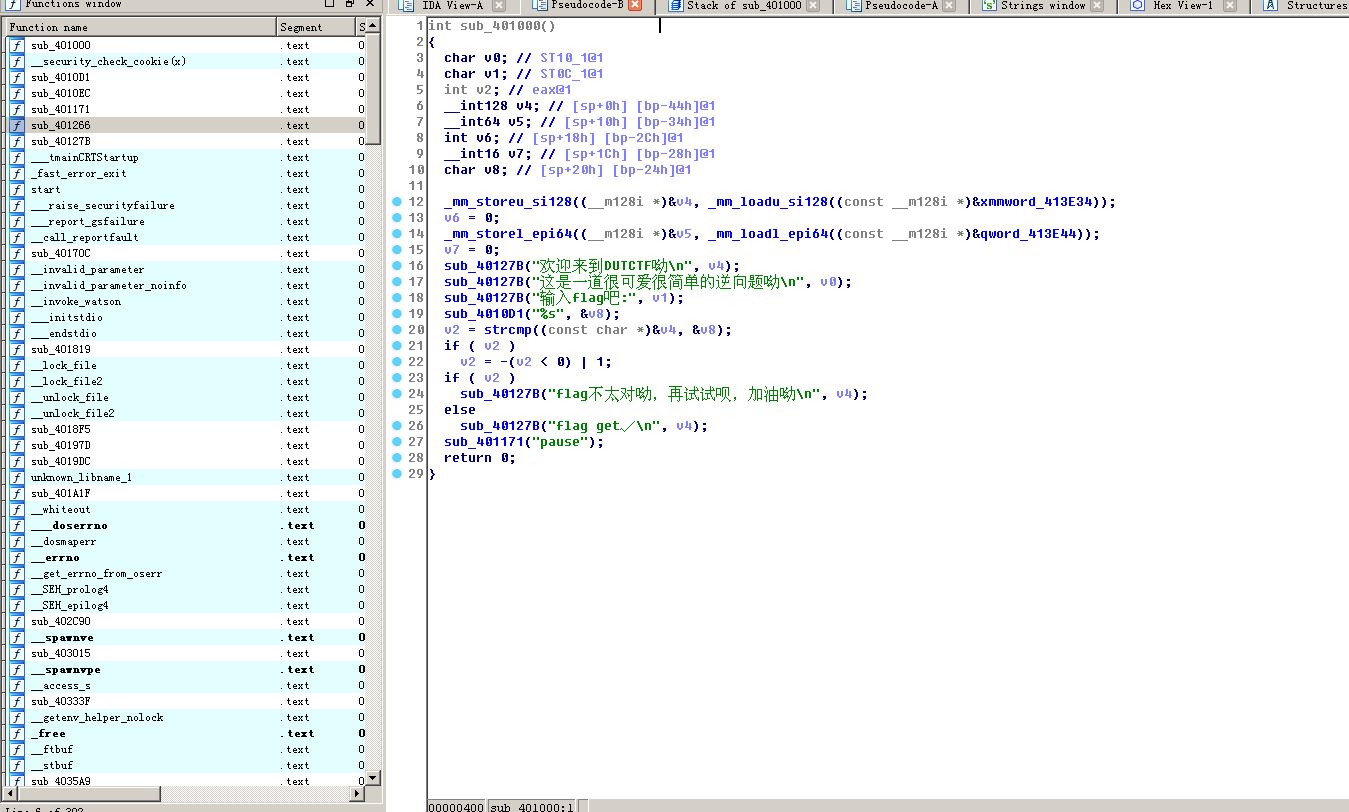 Functions window
IDA View-A
Pseudocode-B
Stack of sub_401000
Pseudocode-A
Strings window
Hex View-1
Structures
Function name Segment S
sub_401000 .text 0
__security_check_cookie(x) .text 0
sub_4010D1 .text 0
sub_4010EC .text 0
sub_401171 .text 0
sub_401266 .text 0
sub_40127B .text 0
___tmainCRTStartup .text 0
_fast_error_exit .text 0
start .text 0
___raise_securityfailure .text 0
___report_gsfailure .text 0
__call_reportfault .text 0
sub_40170C .text 0
__invalid_parameter .text 0
__invalid_parameter_noinfo .text 0
__invoke_watson .text 0
___initstdio .text 0
___endstdio .text 0
sub_401819 .text 0
__lock_file .text 0
__lock_file2 .text 0
__unlock_file .text 0
__unlock_file2 .text 0
sub_4018F5 .text 0
sub_40197D .text 0
sub_4019DC .text 0
unknown_libname_1 .text 0
sub_401A1F .text 0
__whiteout .text 0
___doserrno .text 0
__dosmaperr .text 0
__errno .text 0
__get_errno_from_oserr .text 0
__SEH_prolog4 .text 0
__SEH_epilog4 .text 0
sub_402C90 .text 0
__spawnve .text 0
sub_403015 .text 0
__spawnvpe .text 0
__access_s .text 0
sub_40333F .text 0
__getenv_helper_nolock .text 0
_free .text 0
__ftbuf .text 0
__stbuf .text 0
sub_4035A9 .text 0
1 int sub_401000()
2 {
3 char v0; // ST10_1@1
4 char v1; // ST0C_1@1
5 int v2; // eax@1
6 __int128 v4; // [sp+0h] [bp-44h]@1
7 __int64 v5; // [sp+10h] [bp-34h]@1
8 int v6; // [sp+18h] [bp-2Ch]@1
9 __int16 v7; // [sp+1Ch] [bp-28h]@1
10 char v8; // [sp+20h] [bp-24h]@1
11
12 _mm_storeu_si128((__m128i *)&v4, _mm_loadu_si128((const __m128i *)&xmmword_413E34));
13 v6 = 0;
14 _mm_storel_epi64((__m128i *)&v5, _mm_loadl_epi64((const __m128i *)&qword_413E44));
15 v7 = 0;
16 sub_40127B("欢迎来到DUTCTF呦\n", v4);
17 sub_40127B("这是一道很可爱很简单的逆向题呦\n", v0);
18 sub_40127B("输入flag吧:", v1);
19 sub_4010D1("%s", &v8);
20 v2 = strcmp((const char *)&v4, &v8);
21 if ( v2 )
22 v2 = -(v2 < 0) | 1;
23 if ( v2 )
24 sub_40127B("flag不太对呦，再试试呗，加油呦\n", v4);
25 else
26 sub_40127B("flag get√\n", v4);
27 sub_401171("pause");
28 return 0;
29 }
00000400 sub_401000:1